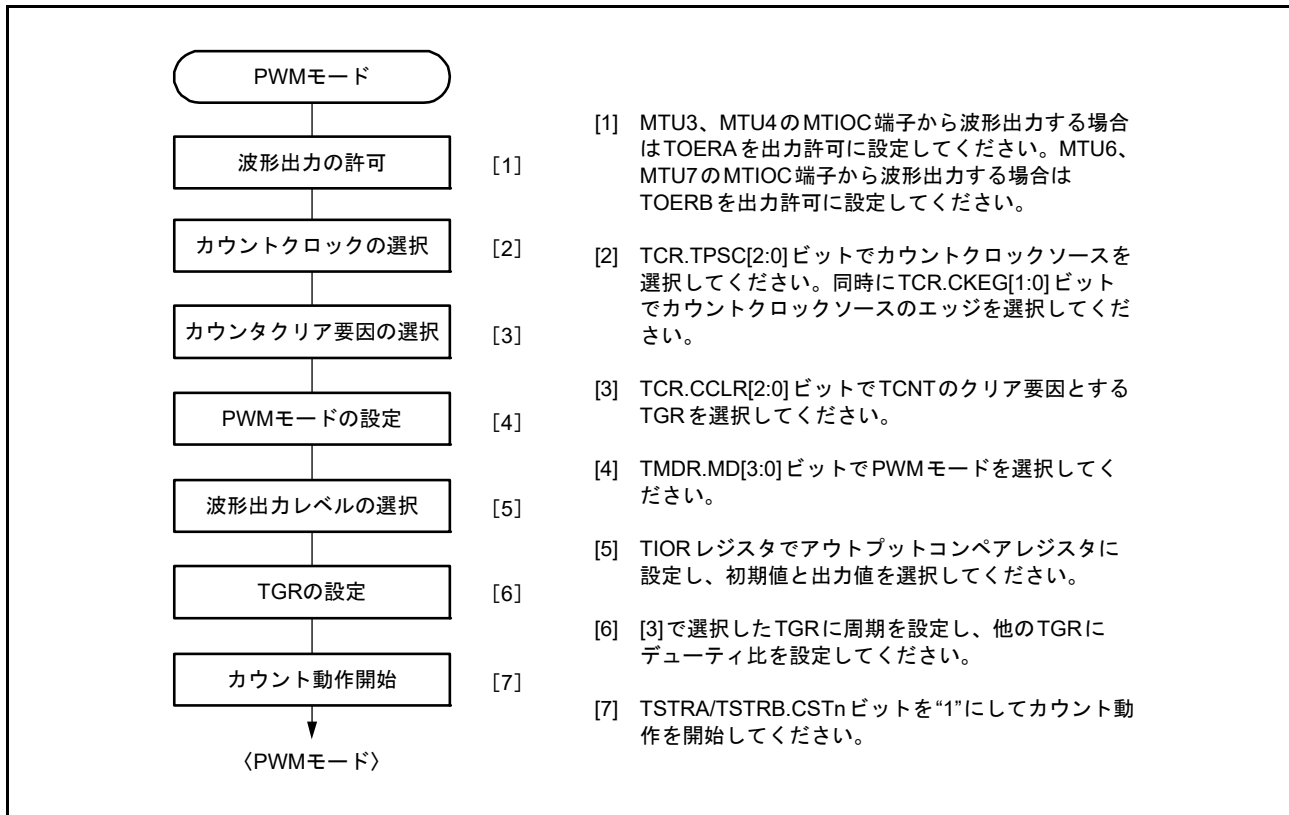 PWMモード
波形出力の許可
[1]
カウントクロックの選択
[2]
カウンタクリア要因の選択
[3]
PWMモードの設定
[4]
波形出力レベルの選択
[5]
TGRの設定
[6]
カウント動作開始
[7]
〈PWMモード〉
[1] MTU3、MTU4のMTIOC端子から波形出力する場合
はTOERAを出力許可に設定してください。MTU6、
MTU7のMTIOC端子から波形出力する場合は
TOERBを出力許可に設定してください。
[2] TCR.TPSC[2:0]ビットでカウントクロックソースを
選択してください。同時にTCR.CKEG[1:0]ビット
でカウントクロックソースのエッジを選択してくだ
さい。
[3] TCR.CCLR[2:0]ビットでTCNTのクリア要因とする
TGRを選択してください。
[4] TMDR.MD[3:0]ビットでPWMモードを選択してく
ださい。
[5] TIORレジスタでアウトプットコンペアレジスタに
設定し、初期値と出力値を選択してください。
[6] [3]で選択したTGRに周期を設定し、他のTGRに
デューティ比を設定してください。
[7] TSTRA/TSTRB.CSTnビットを“1”にしてカウント動
作を開始してください。